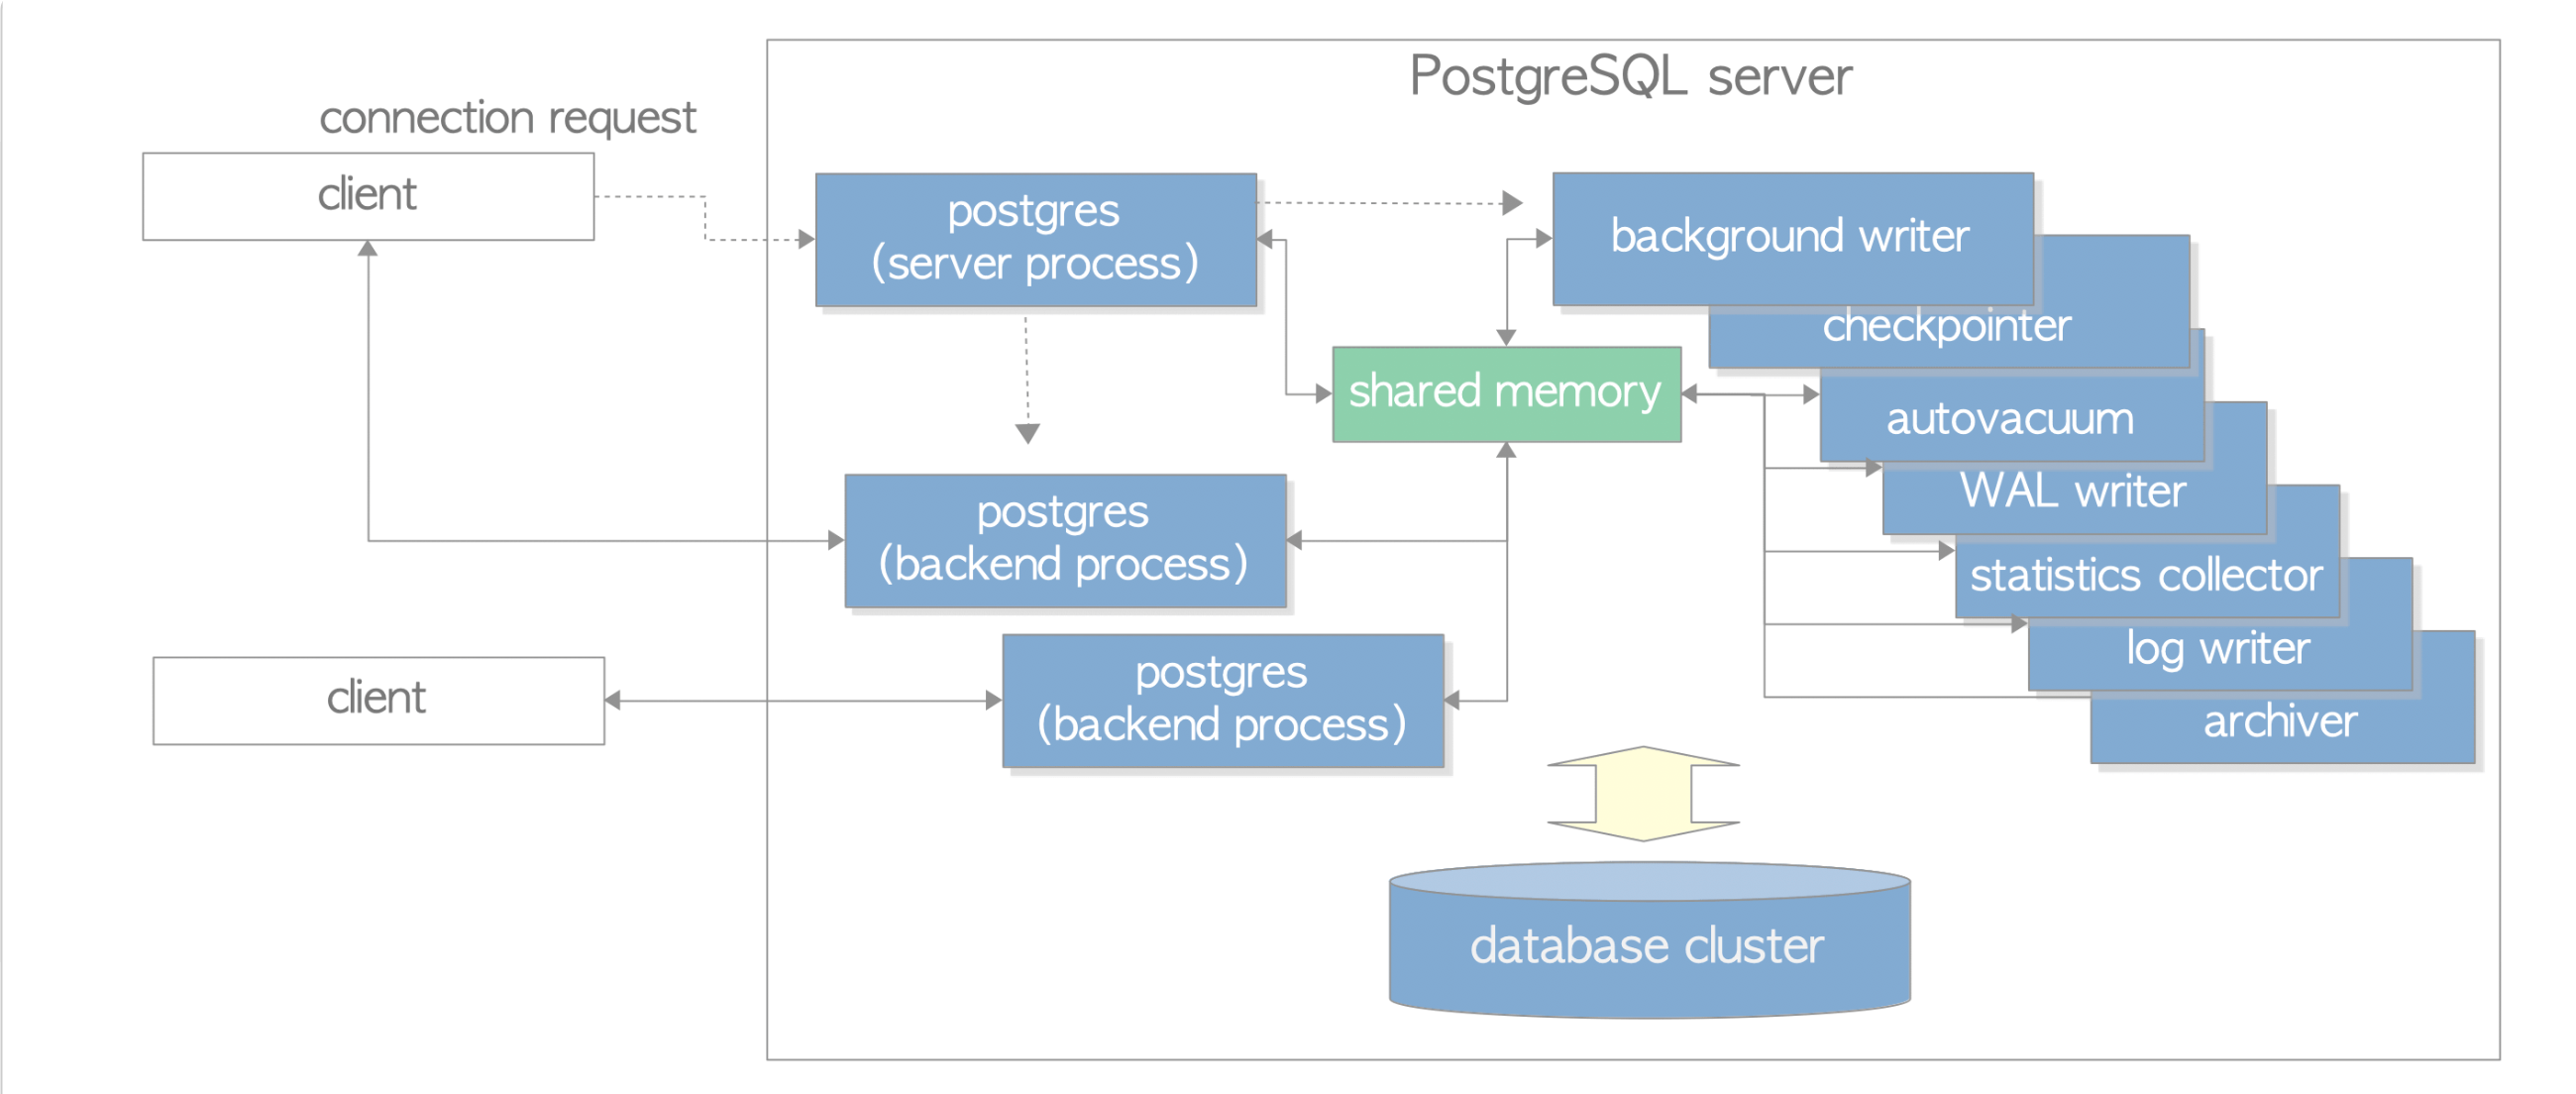 PostgreSQL server
connection request
client
postgres
(server process)
background writer
checkpointer
shared memory
autovacuum
WAL writer
postgres
(backend process)
statistics collector
log writer
client
postgres
(backend process)
archiver
database cluster